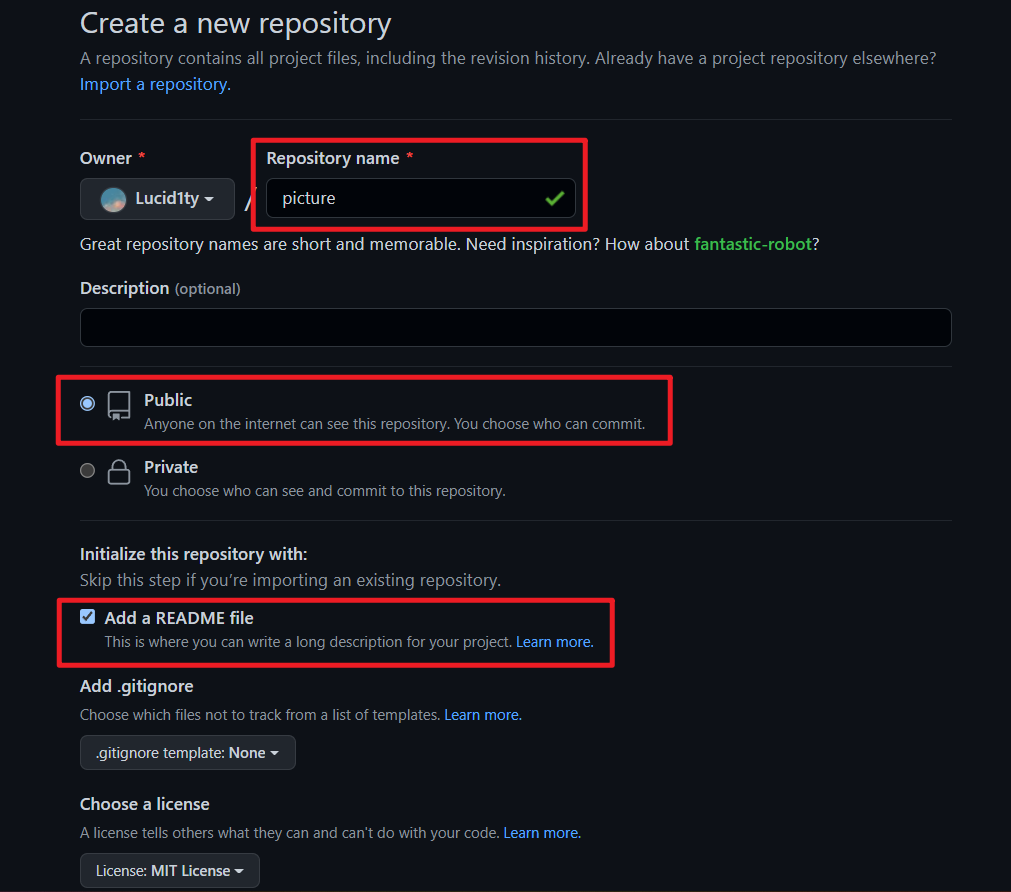 Create a new repository
A repository contains all project files, including the revision history. Already have a project repository elsewhere?
Import a repository.
Owner *
Repository name *
Lucid1ty
/
picture
Great repository names are short and memorable. Need inspiration? How about fantastic-robot?
Description (optional)
Public
Anyone on the internet can see this repository. You choose who can commit.
Private
You choose who can see and commit to this repository.
Initialize this repository with:
Skip this step if you're importing an existing repository.
Add a README file
This is where you can write a long description for your project. Learn more.
Add .gitignore
Choose which files not to track from a list of templates. Learn more.
.gitignore template: None
Choose a license
A license tells others what they can and can't do with your code. Learn more.
License: MIT License